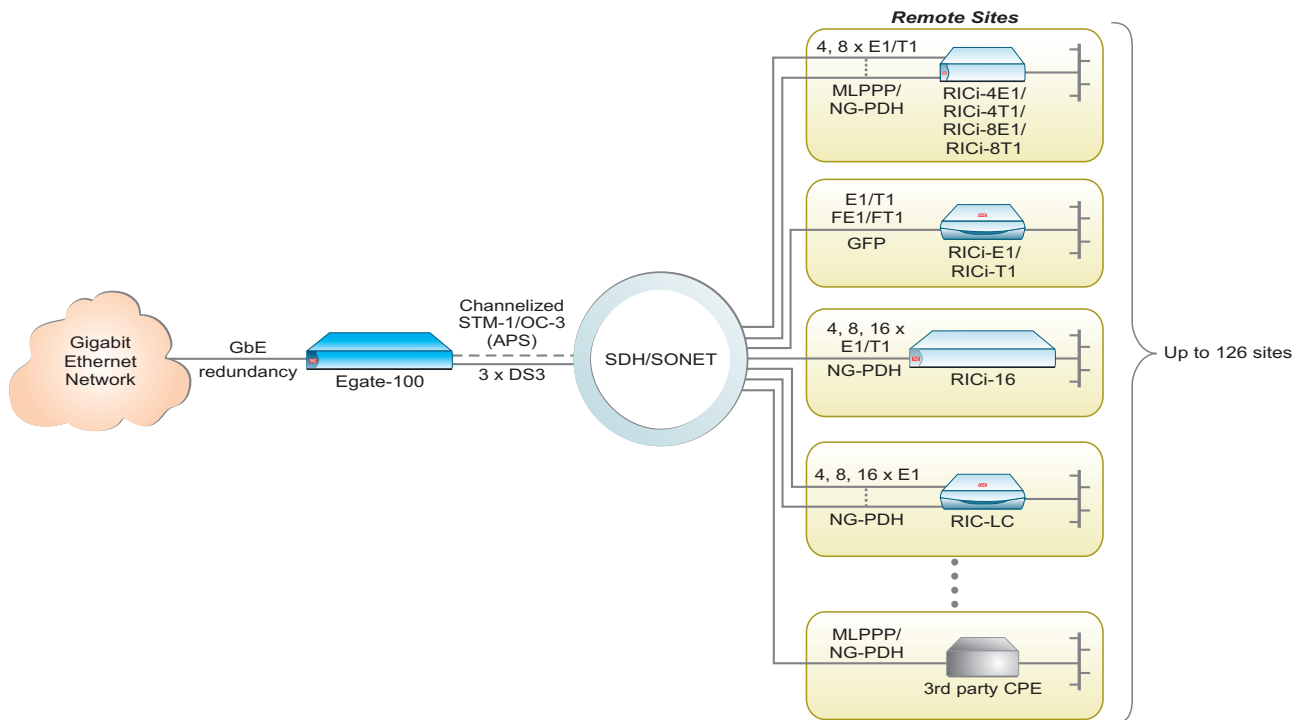 Remote Sites
4, 8 x E1/T1
MLPPP/
NG-PDH
RICi-4E1/
RICi-4T1/
RICi-8E1/
RICi-8T1
E1/T1
FE1/FT1
GFP
RICi-E1/
RICi-T1
Gigabit
Ethernet
Network
GbE
redundancy
Egate-100
Channelized
STM-1/OC-3
(APS)
3 x DS3
SDH/SONET
4, 8, 16 x
E1/T1
NG-PDH
RICi-16
Up to 126 sites
4, 8, 16 x E1
NG-PDH
RIC-LC
MLPPP/
NG-PDH
3rd party CPE